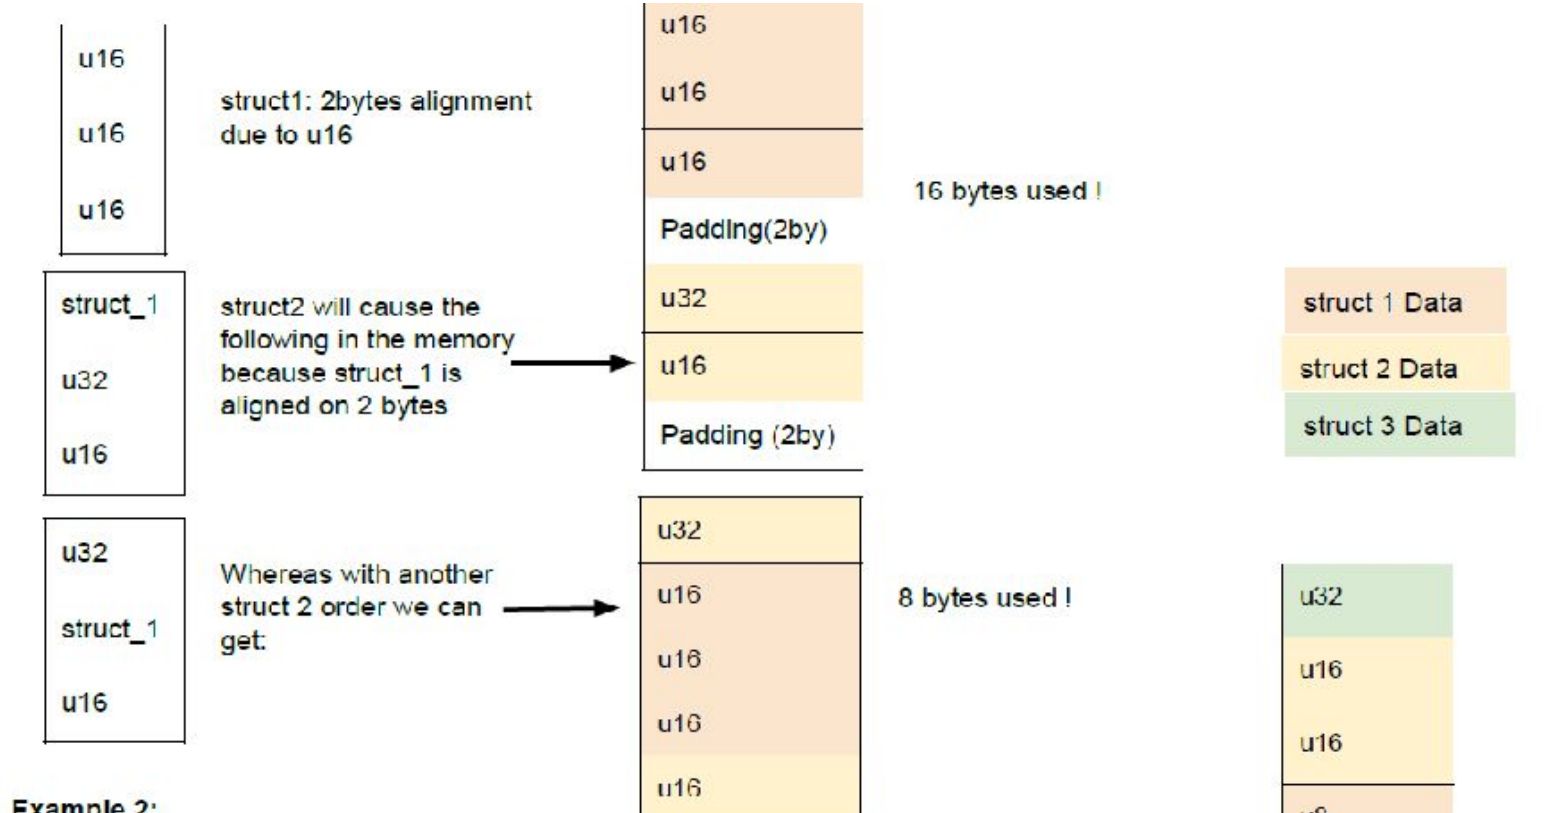 u16
u16
u16
struct1: 2bytes alignment
due to u16
struct_1
u32
u16
struct2 will cause the
following in the memory
because struct_1 is
aligned on 2 bytes
u32
struct_1
u16
Whereas with another
struct 2 order we can
get:
u16
u16
u16
Padding(2by)
u32
u16
Padding (2by)
16 bytes used !
u32
u16
u16
u16
u16
8 bytes used !
struct 1 Data
struct 2 Data
struct 3 Data
u32
u16
u16
Example 2: